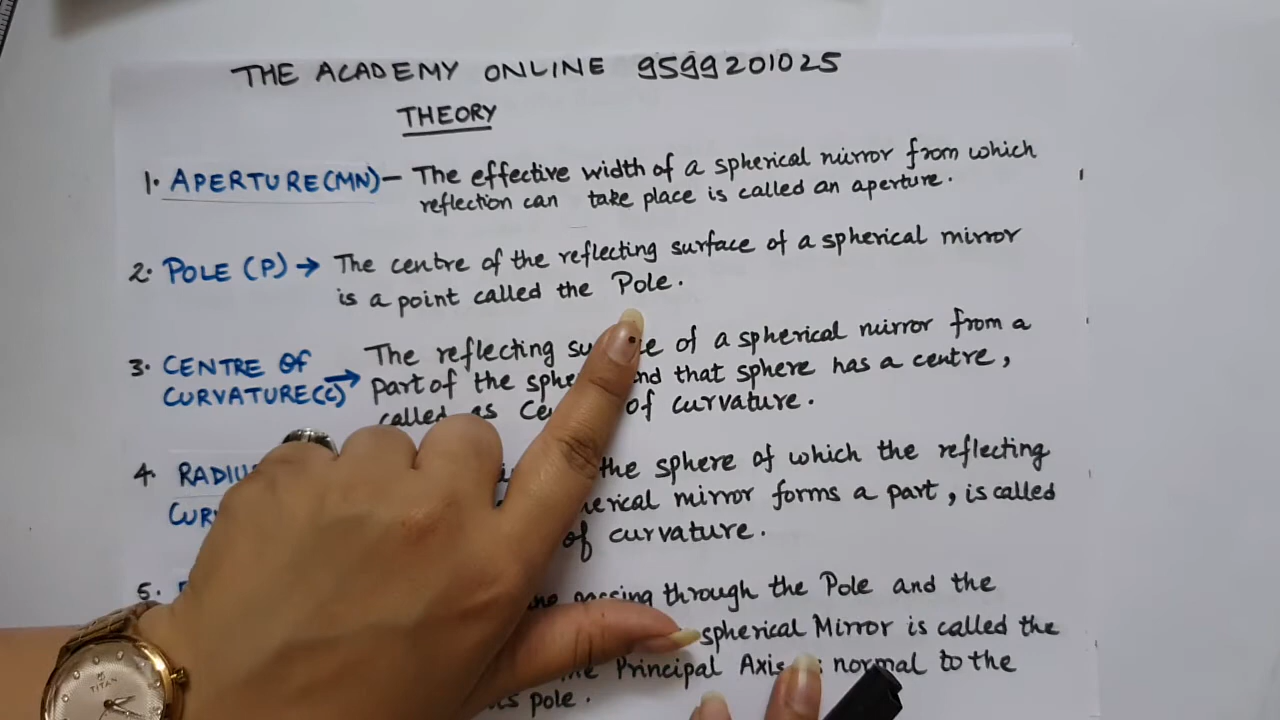 THE ACADEMY ONLINE 9599201025
THEORY
1. APERTURE(MN)- The effective width of a spherical mirror from which
reflection can take place is called an aperture.
2. POLE (P) → The centre of the reflecting surface of a spherical mirror
is a point called the Pole.
3. CENTRE OF The reflecting of a spherical mirror from a
CURVATURE(C) → part of the that sphere has a centre,
called as of curvature.
4. the sphere of which the reflecting
mirror forms a part, is called
of curvature.
5. passing through the Pole and the
spherical Mirror is called the
Principal normal to the
pole.
TITAN